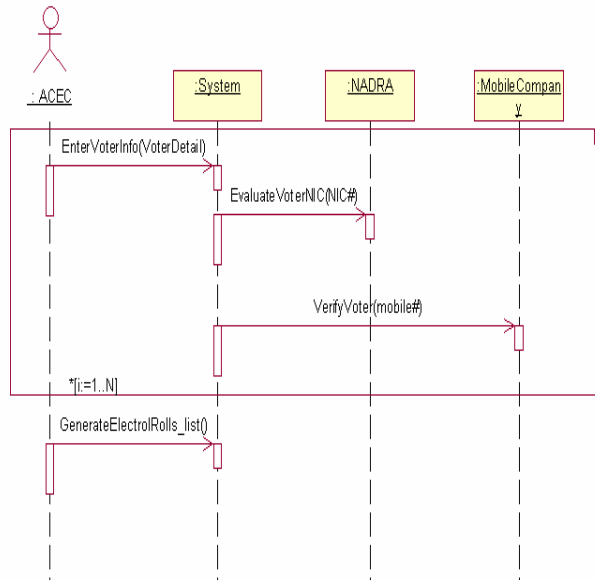 : ACEC
:System
:NADRA
:MobileCompan
y
EnterVoterInfo(VoterDetail)
EvaluateVoterNIC(NIC#)
VerifyVoter(mobile#)
*[i:=1..N]
GenerateElectrolRolls_list()